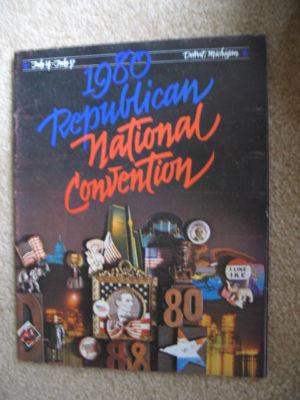 July 14-July 17
Detroit, Michigan
1980
Republican
National
Convention
I LIKE
IKE
80